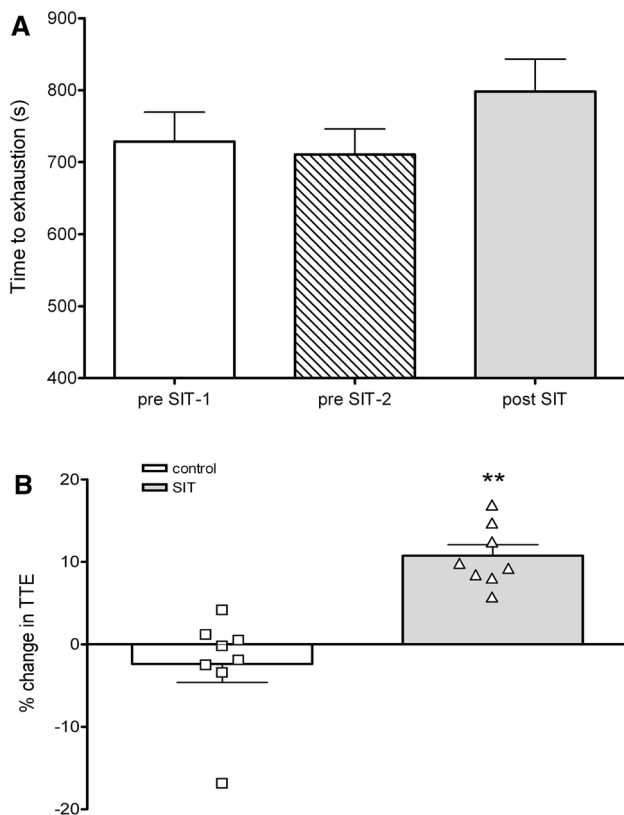 A
900
800
700
600
500
400
Time to exhaustion (s)
pre SIT-1 pre SIT-2 post SIT
B
control
SIT
**
20
10
0
-10
-20
% change in TTE